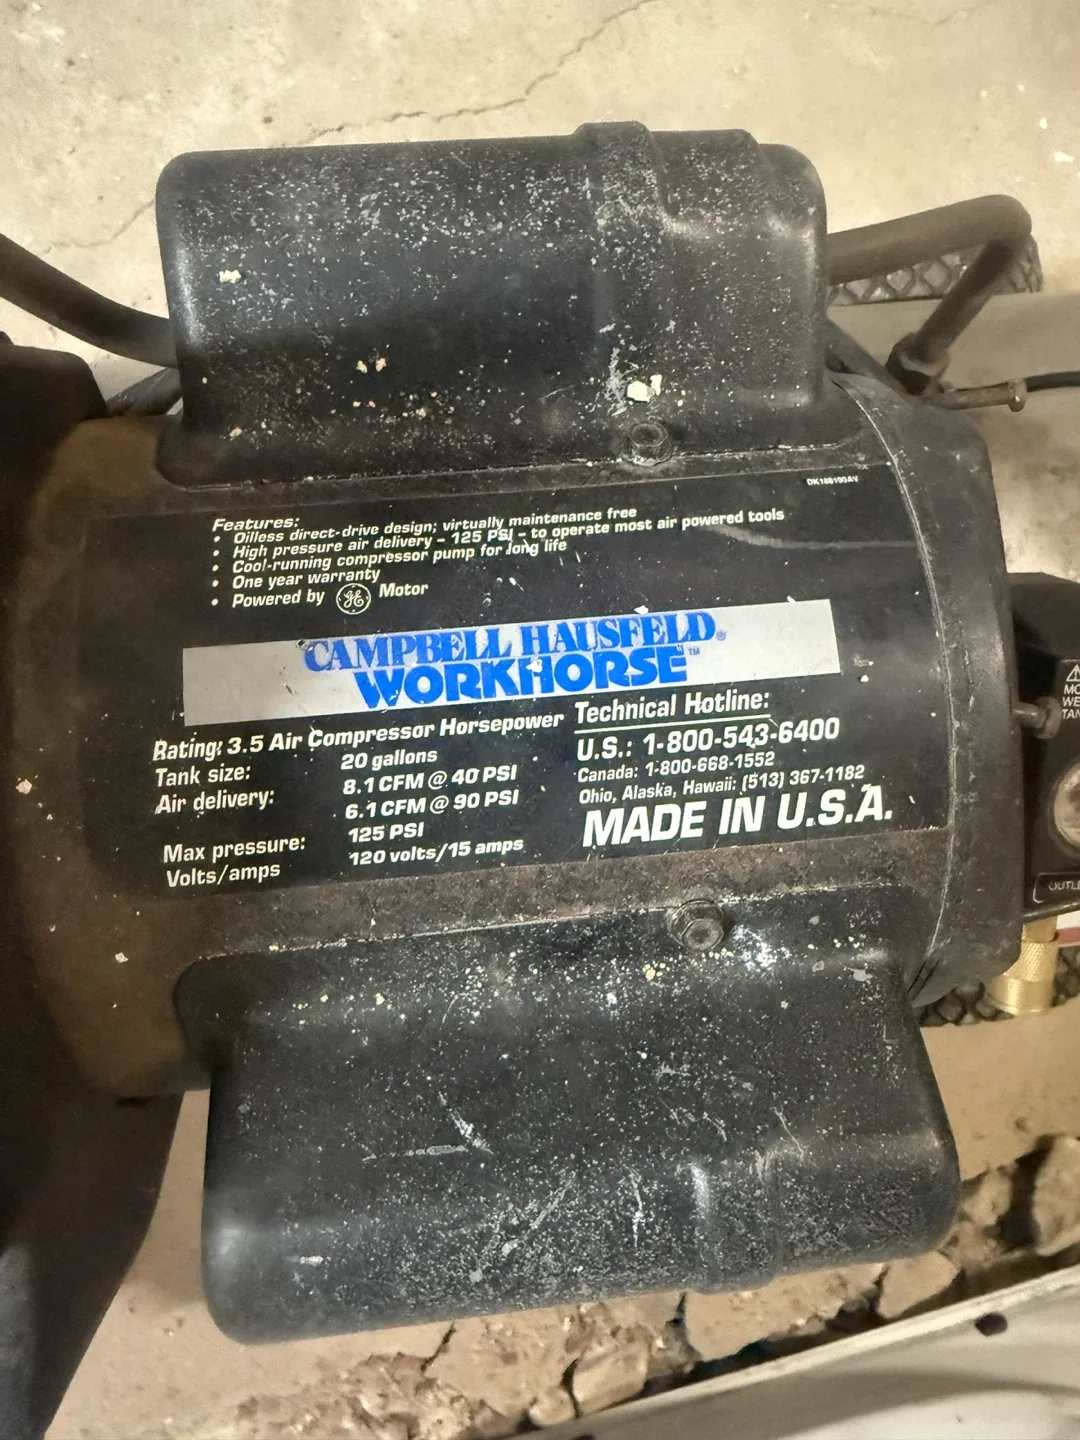 DK188100AV
Features:
• Oilless direct-drive design; virtually maintenance free
• High pressure air delivery – 125 PSI – to operate most air powered tools
• Cool-running compressor pump for long life
• One year warranty
• Powered by GE Motor
CAMPBELL HAUSFELD®
WORKHORSE™
Rating: 3.5 Air Compressor Horsepower
Tank size: 20 gallons
Air delivery: 8.1 CFM @ 40 PSI
6.1 CFM @ 90 PSI
Max pressure: 125 PSI
Volts/amps 120 volts/15 amps
Technical Hotline:
U.S.: 1-800-543-6400
Canada: 1-800-668-1552
Ohio, Alaska, Hawaii: (513) 367-1182
MADE IN U.S.A.